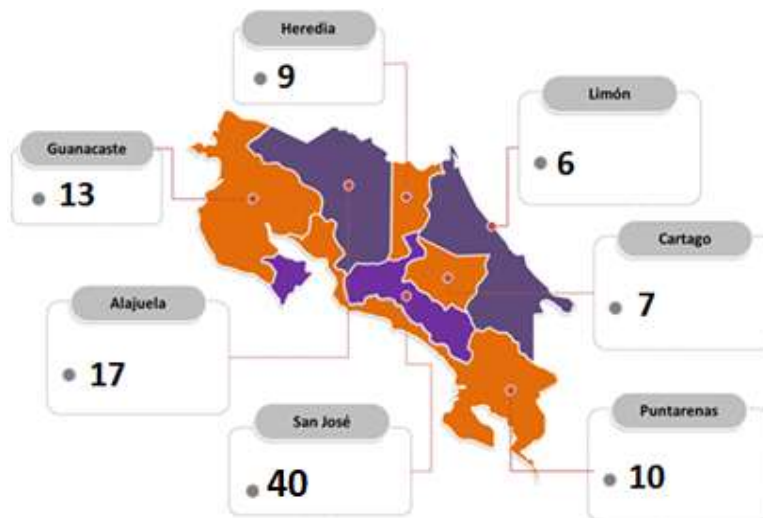 Heredia
9
Limón
6
Guanacaste
13
Cartago
7
Alajuela
17
San José
40
Puntarenas
10